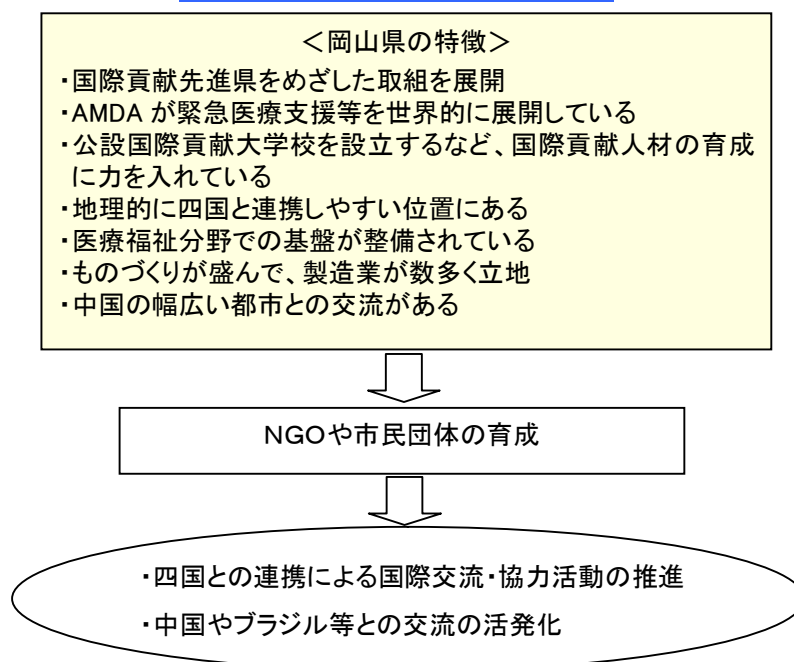 ＜岡山県の特徴＞
・国際貢献先進県をめざした取組を展開
・AMDA が緊急医療支援等を世界的に展開している
・公設国際貢献大学校を設立するなど、国際貢献人材の育成
に力を入れている
・地理的に四国と連携しやすい位置にある
・医療福祉分野での基盤が整備されている
・ものづくりが盛んで、製造業が数多く立地
・中国の幅広い都市との交流がある
NGOや市民団体の育成
・四国との連携による国際交流・協力活動の推進
・中国やブラジル等との交流の活発化